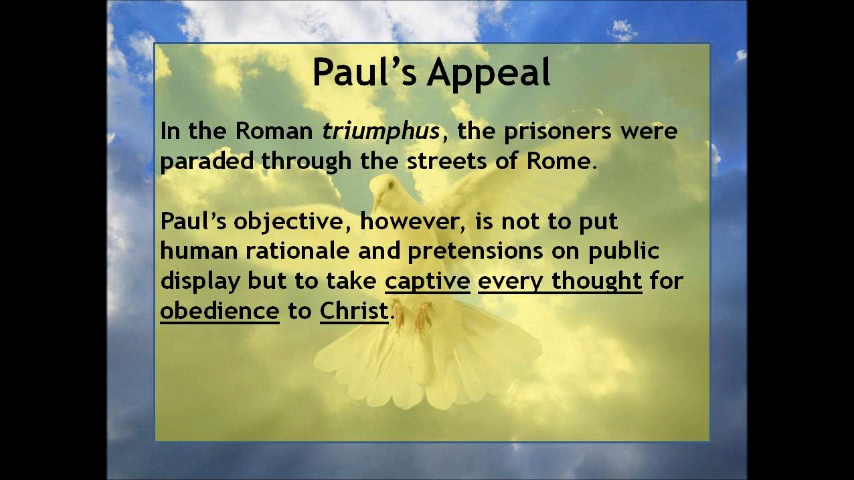 Paul’s Appeal
In the Roman triumphus, the prisoners were
paraded through the streets of Rome.
Paul’s objective, however, is not to put
human rationale and pretensions on public
display but to take captive every thought for
obedience to Christ.